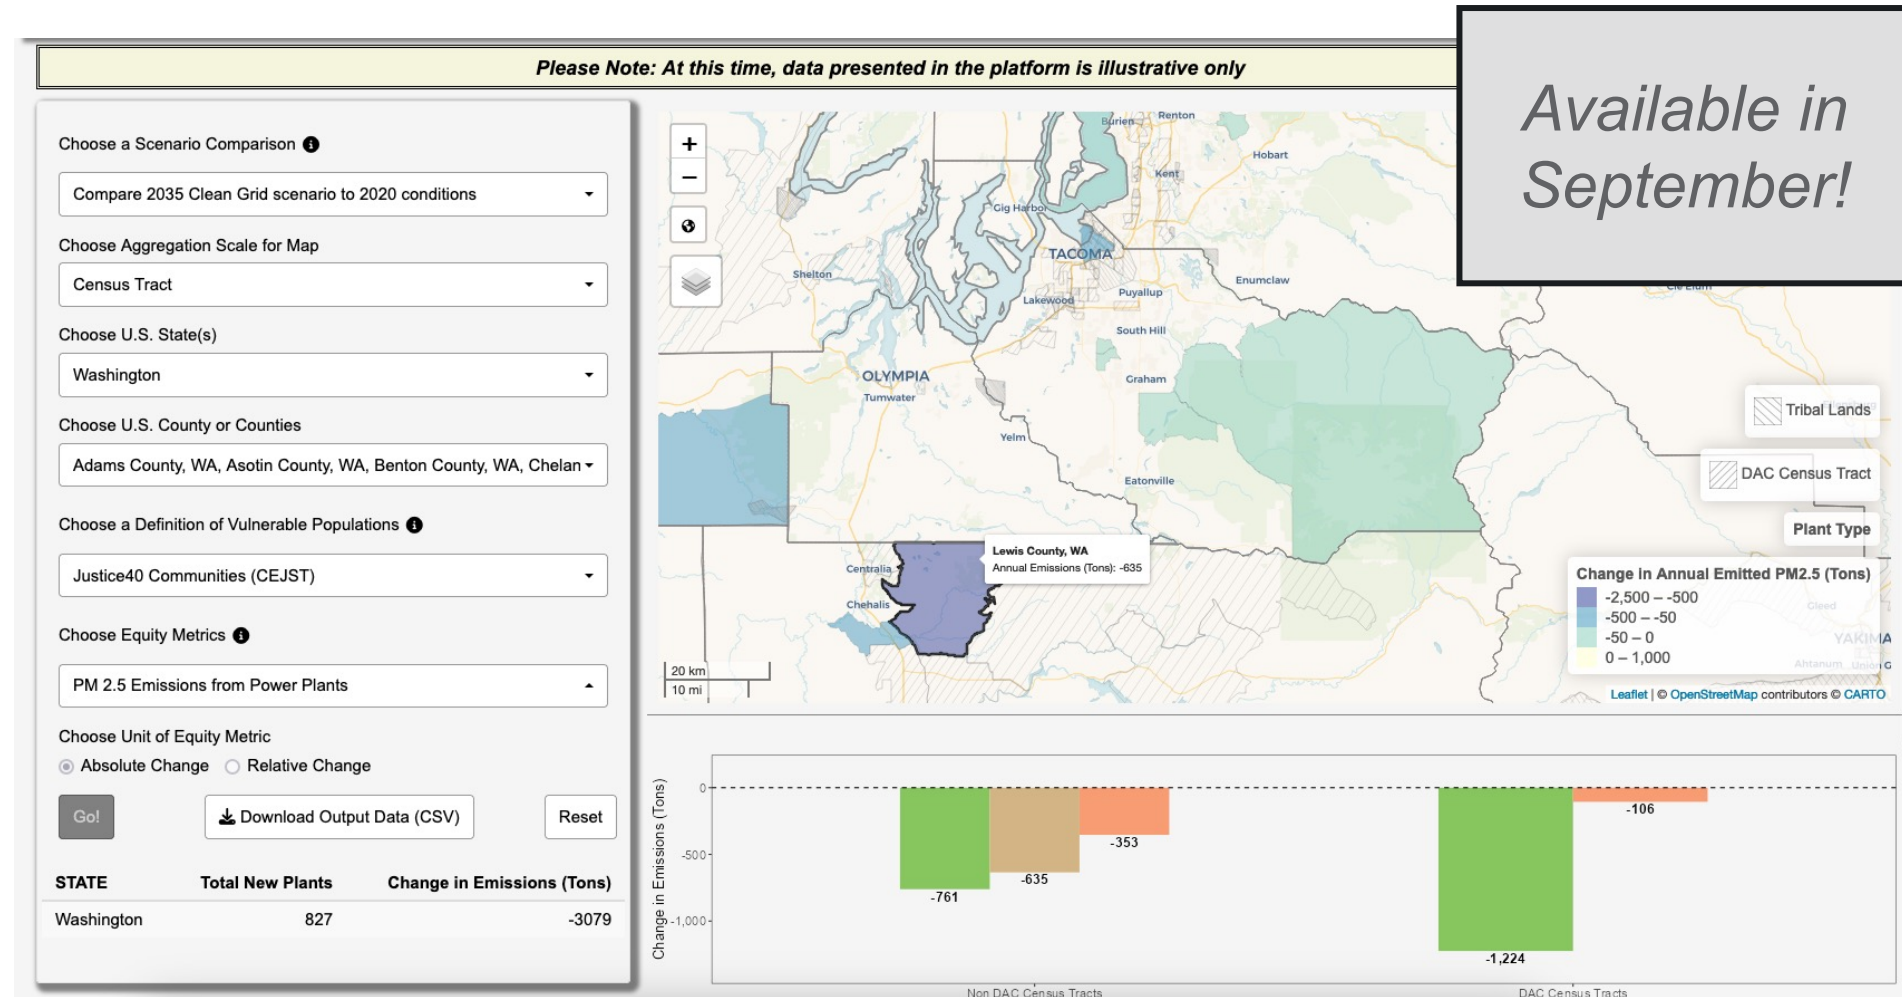 Please Note: At this time, data presented in the platform is illustrative only
Available in
September!
Choose a Scenario Comparison
Compare 2035 Clean Grid scenario to 2020 conditions
Choose Aggregation Scale for Map
Census Tract
Choose U.S. State(s)
Washington
Choose U.S. County or Counties
Adams County, WA, Asotin County, WA, Benton County, WA, Chelan
Choose a Definition of Vulnerable Populations
Justice40 Communities (CEJST)
Choose Equity Metrics
PM 2.5 Emissions from Power Plants
Choose Unit of Equity Metric
Absolute Change Relative Change
Go! Download Output Data (CSV) Reset
STATE Total New Plants Change in Emissions (Tons)
Washington 827 -3079
+
−
Burien
Renton
Hobart
Kent
Gig Harbor
TACOMA
Shelton
Enumclaw
Puyallup
Lakewood
South Hill
OLYMPIA
Graham
Tumwater
Yelm
Eatonville
Centralia
Chehalis
Lewis County, WA
Annual Emissions (Tons): -635
20 km
10 mi
Tribal Lands
DAC Census Tract
Plant Type
Change in Annual Emitted PM2.5 (Tons)
-2,500 – -500
-500 – -50
-50 – 0
0 – 1,000
Gleed
YAKIMA
Ahtanum
Union G
Leaflet | © OpenStreetMap contributors © CARTO
Change in Emissions (Tons)
0
-500
-1,000
-761
-635
-353
-1,224
-106
Non DAC Census Tracts
DAC Census Tracts